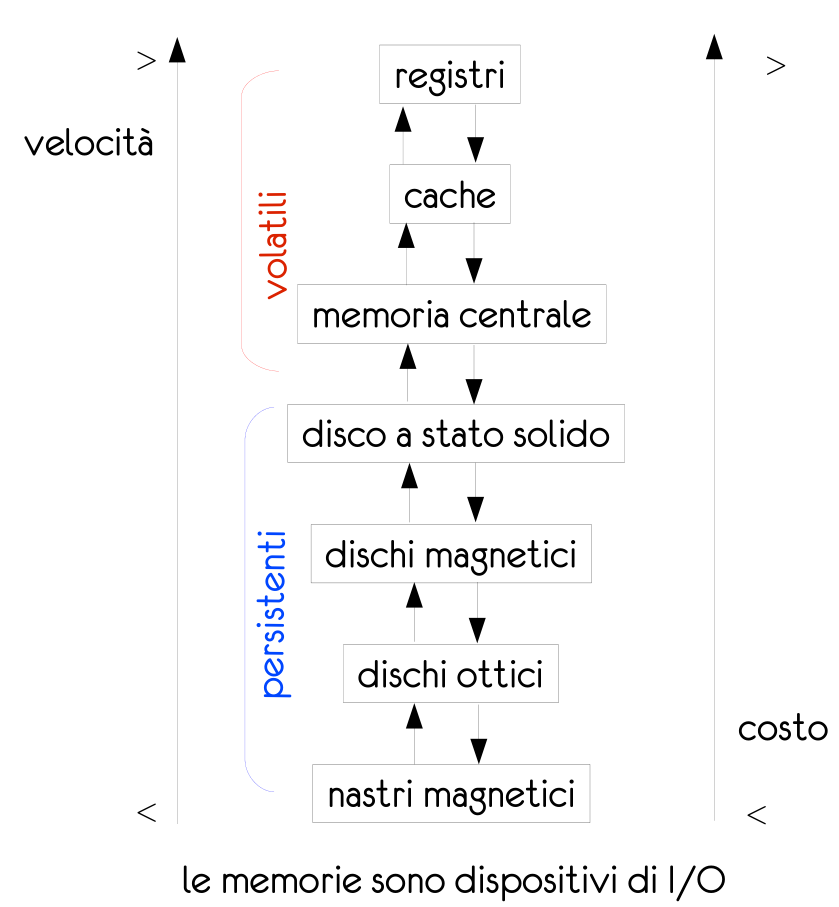 >
>
registri
velocità
cache
volatili
memoria centrale
disco a stato solido
dischi magnetici
persistenti
dischi ottici
costo
nastri magnetici
<
<
le memorie sono dispositivi di I/O